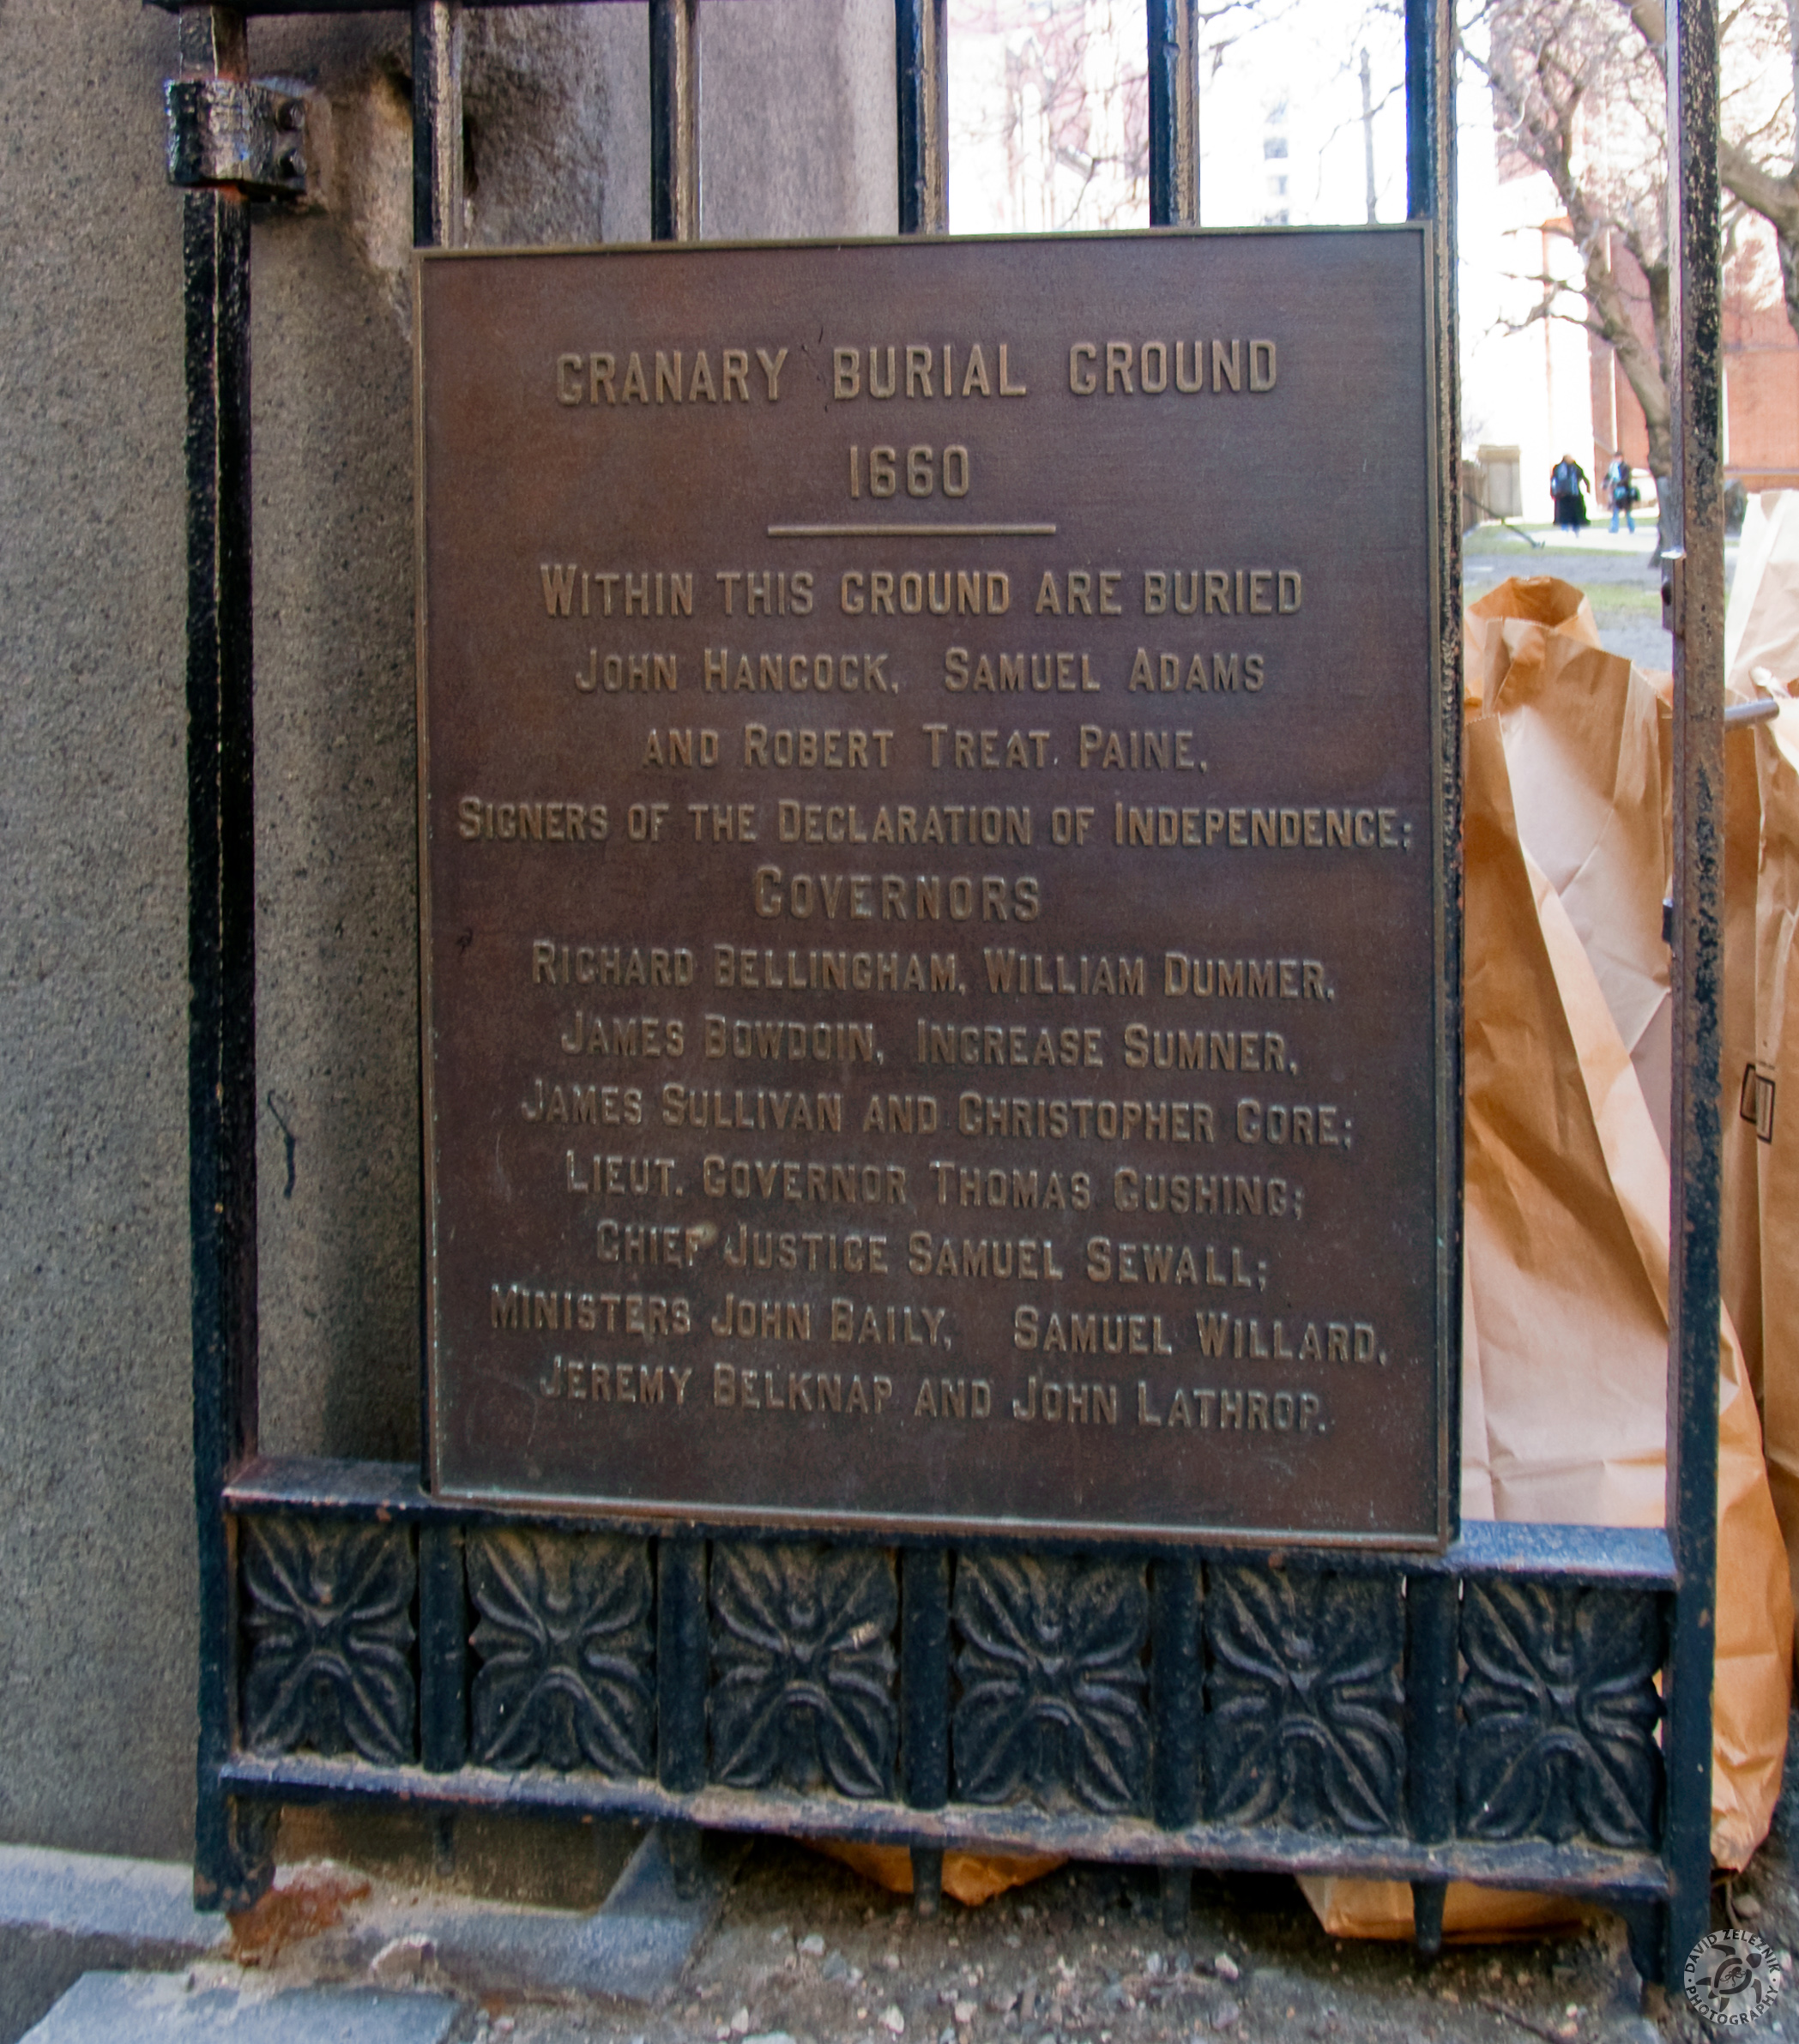 GRANARY BURIAL GROUND
1660
WITHIN THIS GROUND ARE BURIED
JOHN HANCOCK, SAMUEL ADAMS
AND ROBERT TREAT PAINE,
SIGNERS OF THE DECLARATION OF INDEPENDENCE;
GOVERNORS
RICHARD BELLINGHAM, WILLIAM DUMMER,
JAMES BOWDOIN, INCREASE SUMNER,
JAMES SULLIVAN AND CHRISTOPHER GORE;
LIEUT. GOVERNOR THOMAS CUSHING;
CHIEF JUSTICE SAMUEL SEWALL;
MINISTERS JOHN BAILY, SAMUEL WILLARD,
JEREMY BELKNAP AND JOHN LATHROP.
DAVID ZELEZNIK
PHOTOGRAPHY